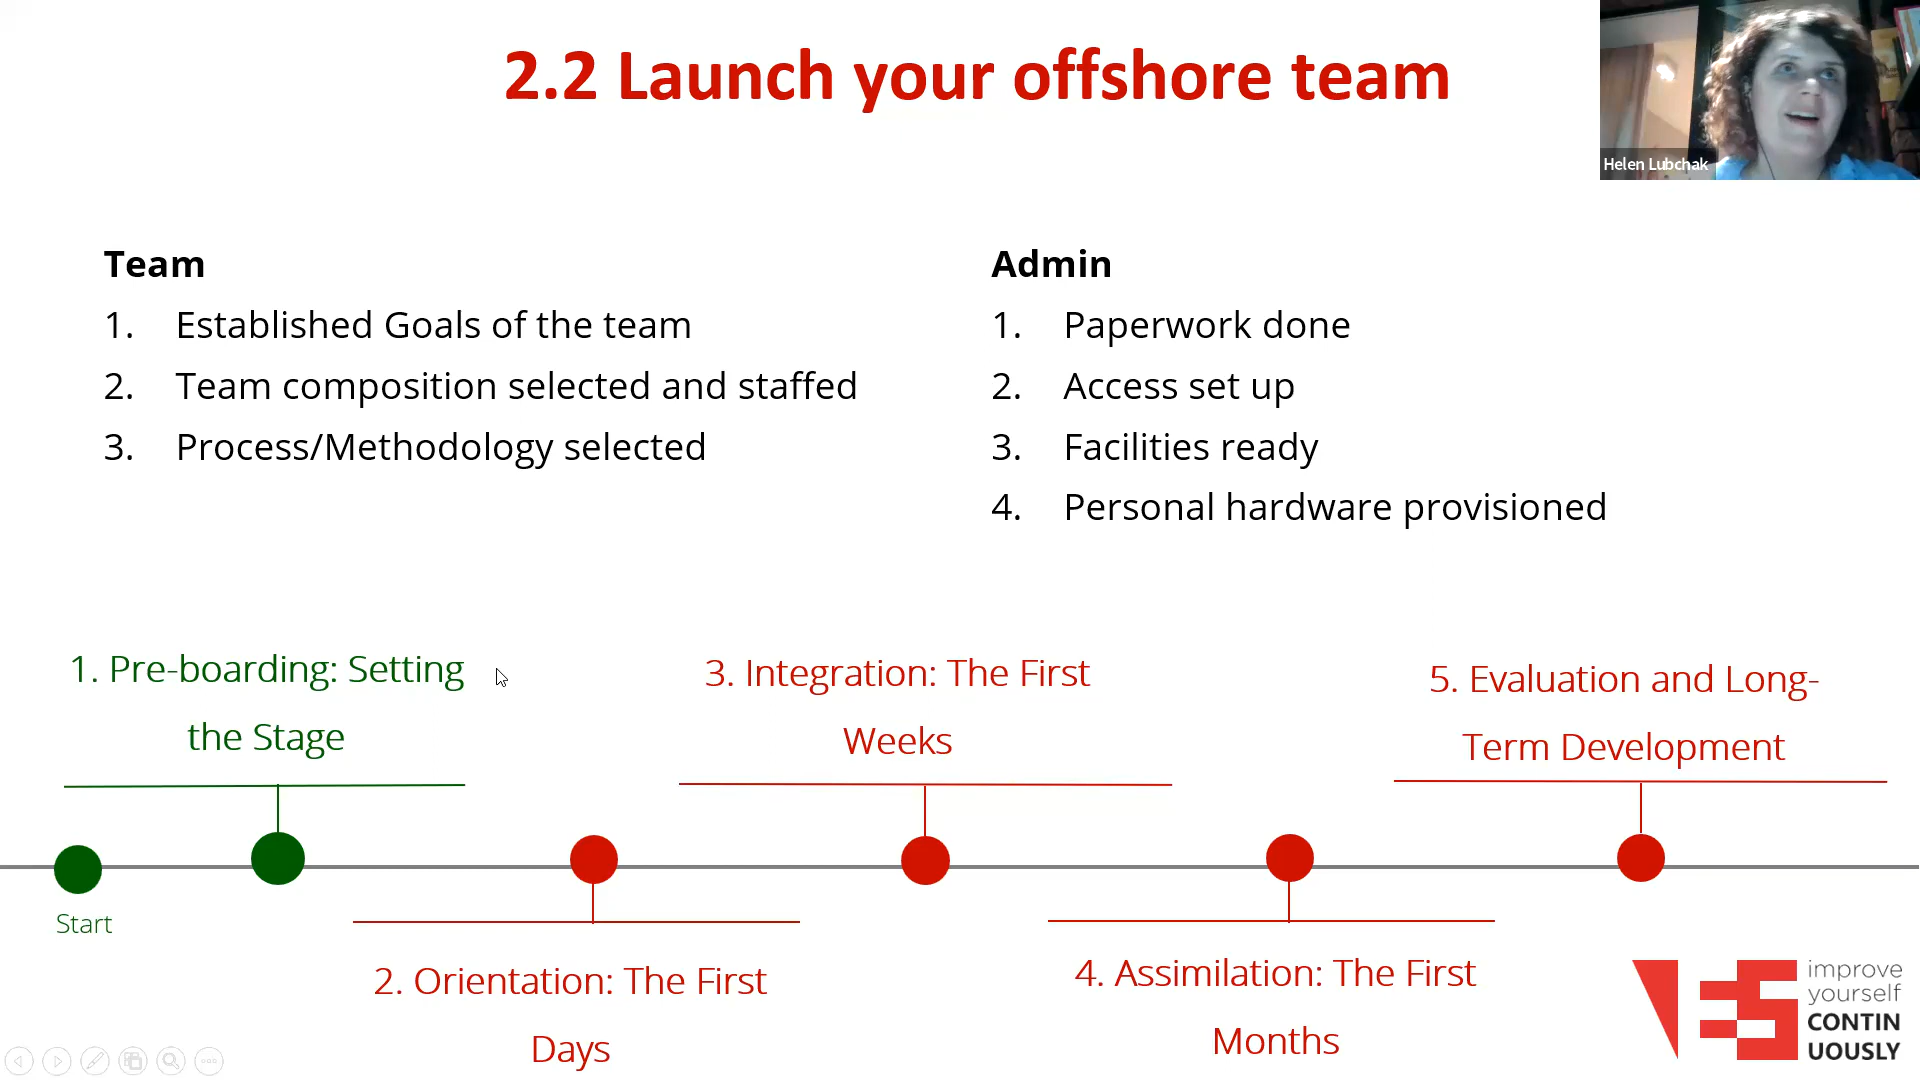 2.2 Launch your offshore team
Helen Lubchak
Team
1. Established Goals of the team
2. Team composition selected and staffed
3. Process/Methodology selected
Admin
1. Paperwork done
2. Access set up
3. Facilities ready
4. Personal hardware provisioned
1. Pre-boarding: Setting
the Stage
3. Integration: The First
Weeks
5. Evaluation and Long-
Term Development
Start
2. Orientation: The First
Days
4. Assimilation: The First
Months
improve
yourself
CONTIN
UOUSLY